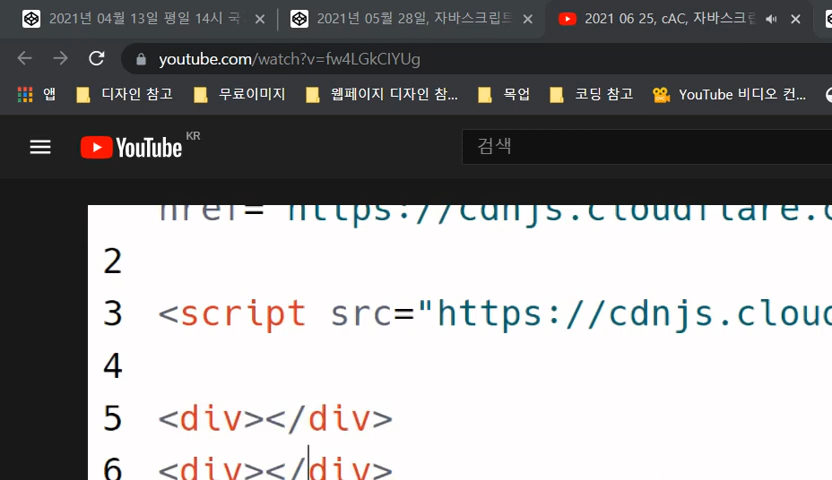 2021년 04월 13일 평일 14시 국
2021년 05월 28일, 자바스크립트
2021 06 25, cAC, 자바스크립
youtube.com/watch?v=fw4LGkCIYUg
앱 디자인 참고 무료이미지 웹페이지 디자인 참... 목업 코딩 참고 YouTube 비디오 컨...
YouTube KR
검색
href="https://cdnjs.cloudflare.c
2
3 <script src="https://cdnjs.cloud
4
5 <div></div>
6 <div></div>